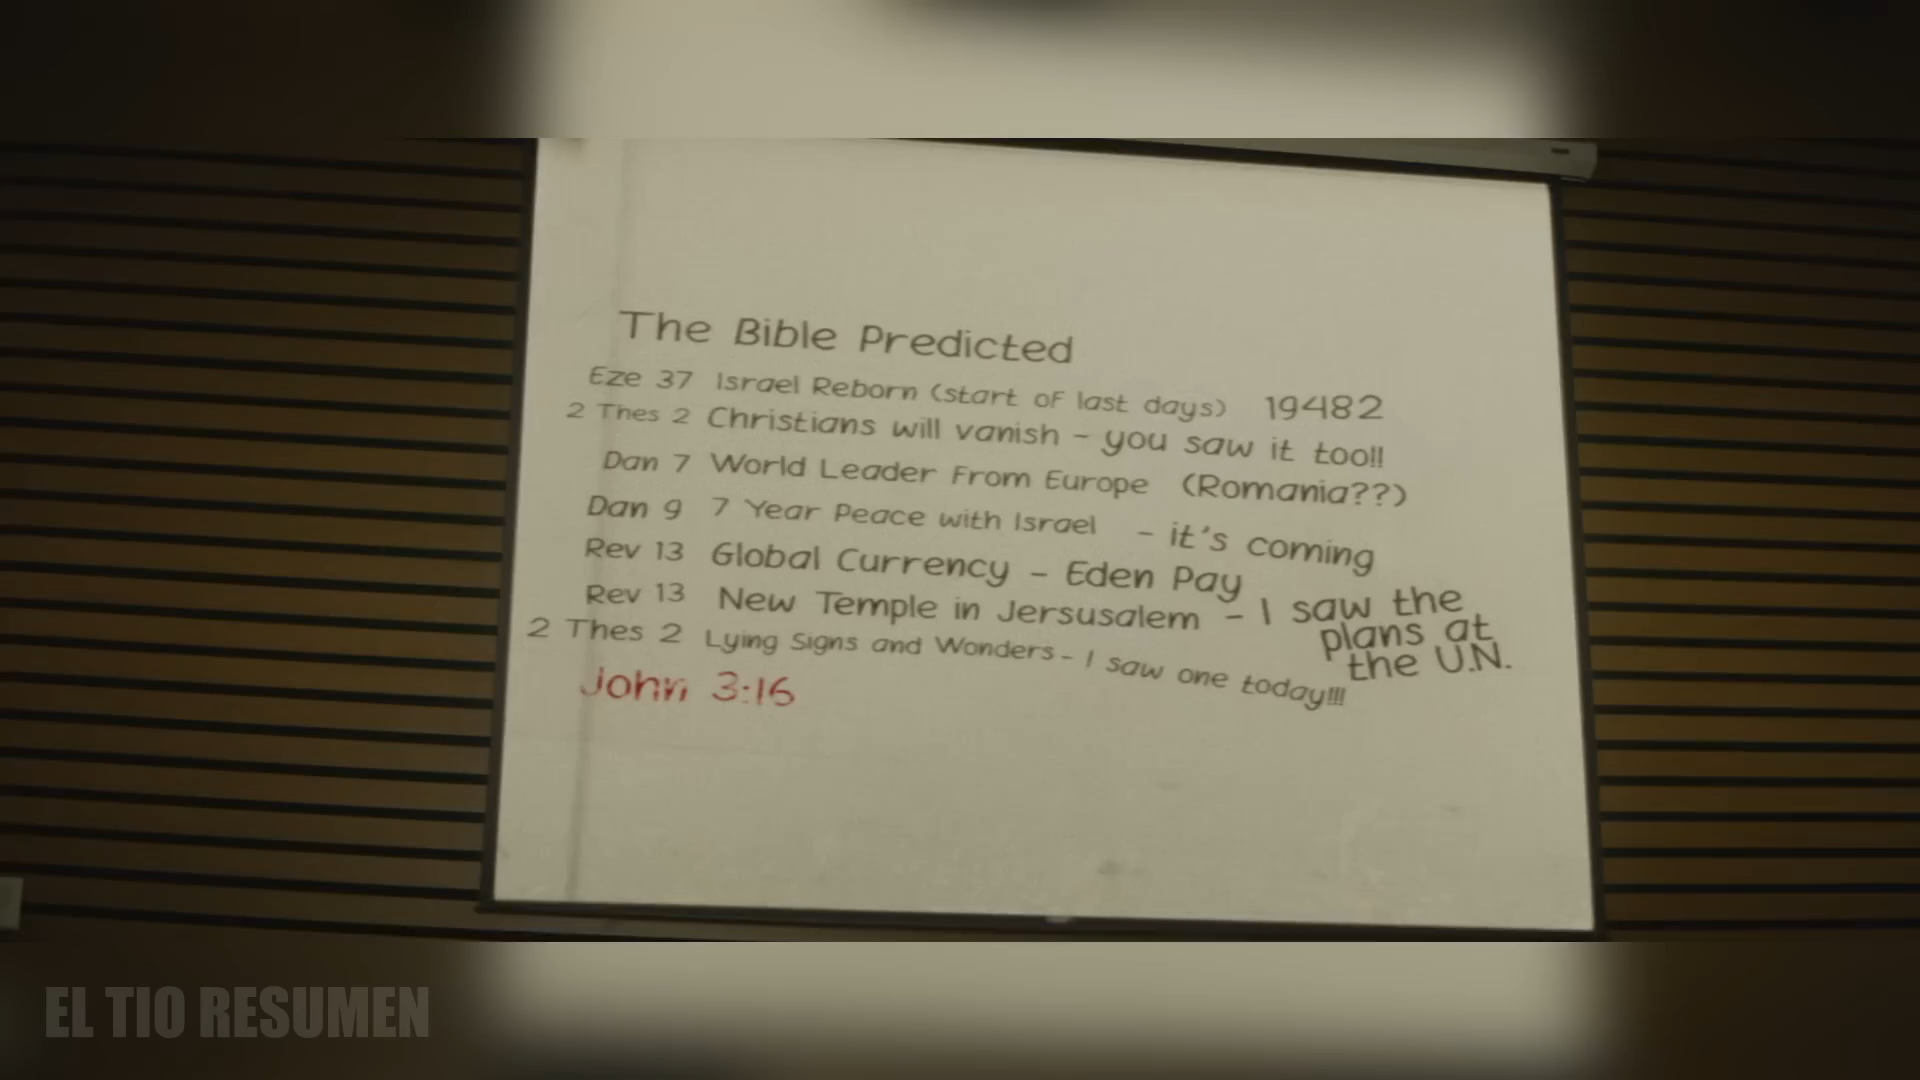 The Bible Predicted
Eze 37 Israel Reborn (start of last days) 19482
2 Thes 2 Christians will vanish - you saw it too!!
Dan 7 World Leader From Europe (Romania??)
Dan 9 7 Year Peace with Israel - it's coming
Rev 13 Global Currency - Eden Pay
Rev 13 New Temple in Jersusalem - I saw the
plans at
the U.N.
2 Thes 2 Lying Signs and Wonders - I saw one today!!!
John 3:16
EL TIO RESUMEN